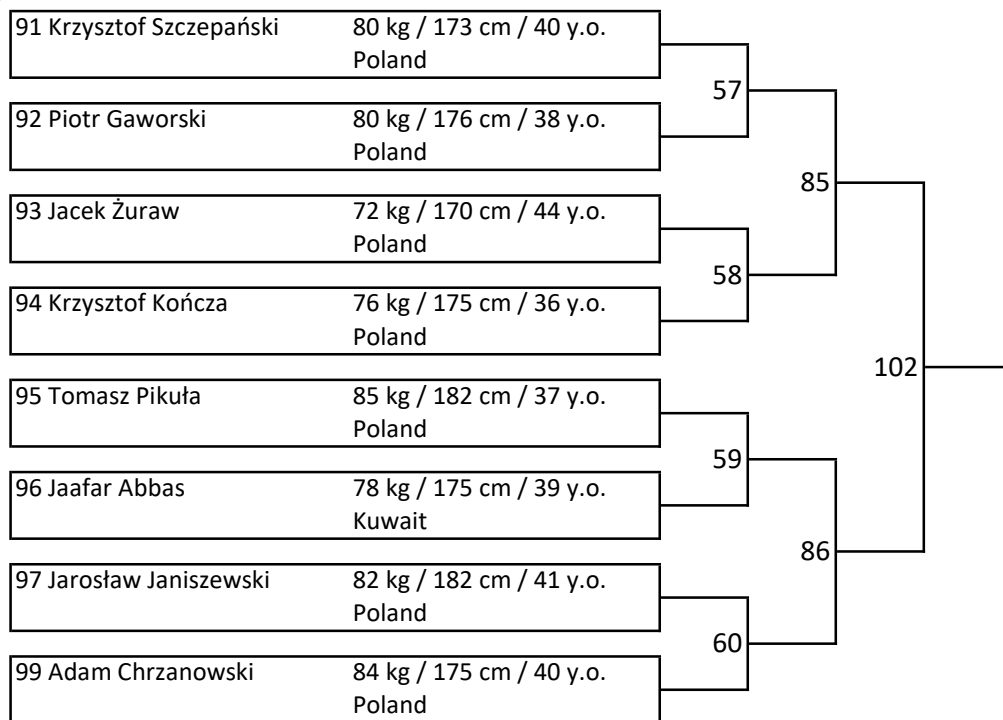 91 Krzysztof Szczepański 80 kg / 173 cm / 40 y.o.
Poland
57
92 Piotr Gaworski 80 kg / 176 cm / 38 y.o.
Poland
85
93 Jacek Żuraw 72 kg / 170 cm / 44 y.o.
Poland
58
94 Krzysztof Kończa 76 kg / 175 cm / 36 y.o.
Poland
102
95 Tomasz Pikuła 85 kg / 182 cm / 37 y.o.
Poland
59
96 Jaafar Abbas 78 kg / 175 cm / 39 y.o.
Kuwait
86
97 Jarosław Janiszewski 82 kg / 182 cm / 41 y.o.
Poland
60
99 Adam Chrzanowski 84 kg / 175 cm / 40 y.o.
Poland